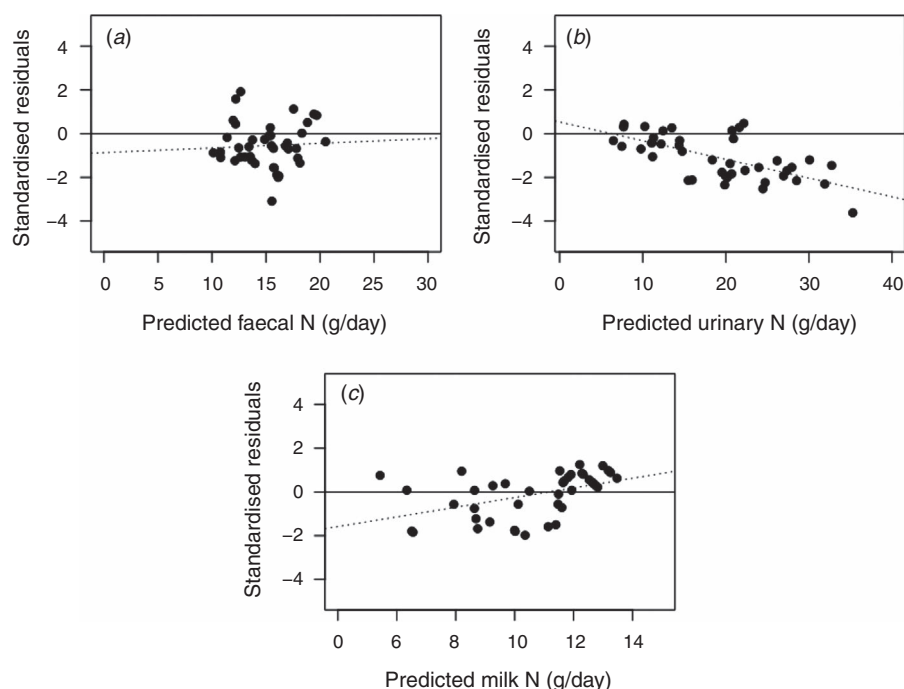 (a)
Standardised residuals
4
2
0
−2
−4
0 5 10 15 20 25 30
Predicted faecal N (g/day)
(b)
Standardised residuals
4
2
0
−2
−4
0 10 20 30 40
Predicted urinary N (g/day)
(c)
Standardised residuals
4
2
0
−2
−4
0 6 8 10 12 14
Predicted milk N (g/day)